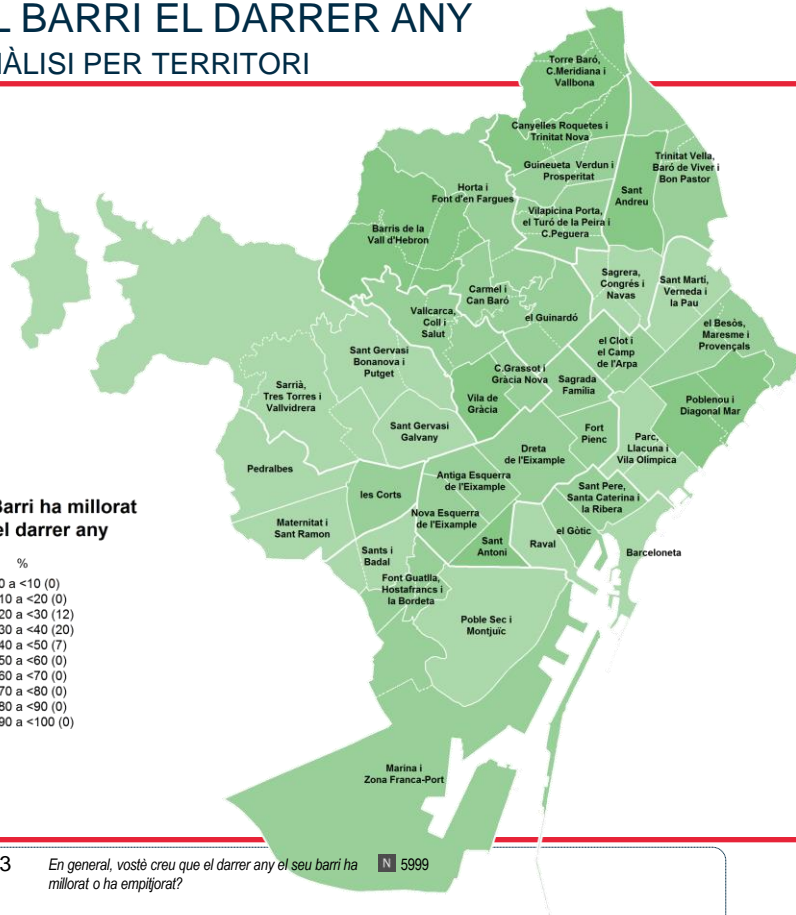 L BARRI EL DARRER ANY
ÀLISI PER TERRITORI
Torre Baró,
C.Meridiana i
Vallbona
Canyelles Roquetes i
Trinitat Nova
Guineueta Verdun i
Prosperitat
Trinitat Vella,
Baró de Viver i
Bon Pastor
Sant
Andreu
Horta i
Font d'en Fargues
Vilapicina Porta,
el Turó de la Peira i
C.Peguera
Barris de la
Vall d'Hebron
Sagrera,
Congrés i
Navas
Sant Martí,
Verneda i
la Pau
Carmel i
Can Baró
Vallcarca,
Coll i
Salut
el Guinardó
el Besòs,
Maresme i
Provençals
el Clot i
el Camp
de l'Arpa
Sant Gervasi
Bonanova i
Putget
C.Grassot i
Gràcia Nova
Sagrada
Família
Sarrià,
Tres Torres i
Vallvidrera
Vila de
Gràcia
Poblenou i
Diagonal Mar
Sant Gervasi
Galvany
Fort
Pienc
Parc,
Llacuna i
Vila Olímpica
Dreta
de l'Eixample
Pedralbes
Antiga Esquerra
de l'Eixample
les Corts
Sant Pere,
Santa Caterina i
la Ribera
Nova Esquerra
de l'Eixample
Maternitat i
Sant Ramon
el Gòtic
Sant
Antoni
Raval
Barceloneta
Sants i
Badal
Font Guatlla,
Hostafrancs i
la Bordeta
Poble Sec i
Montjuïc
Marina i
Zona Franca-Port
Barri ha millorat
el darrer any
%
0 a <10 (0)
10 a <20 (0)
20 a <30 (12)
30 a <40 (20)
40 a <50 (7)
50 a <60 (0)
60 a <70 (0)
70 a <80 (0)
80 a <90 (0)
90 a <100 (0)
3
En general, vostè creu que el darrer any el seu barri ha
millorat o ha empitjorat?
N 5999